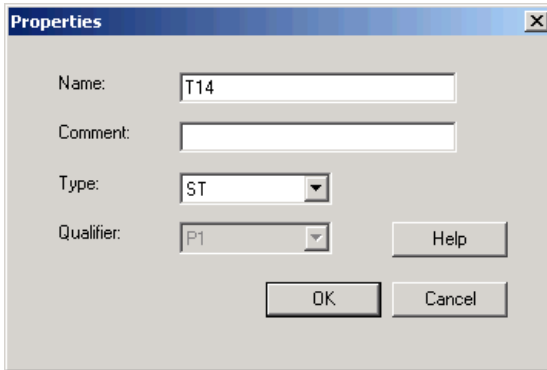 Properties
Name: T14
Comment:
Type: ST
Qualifier: P1
Help
OK Cancel